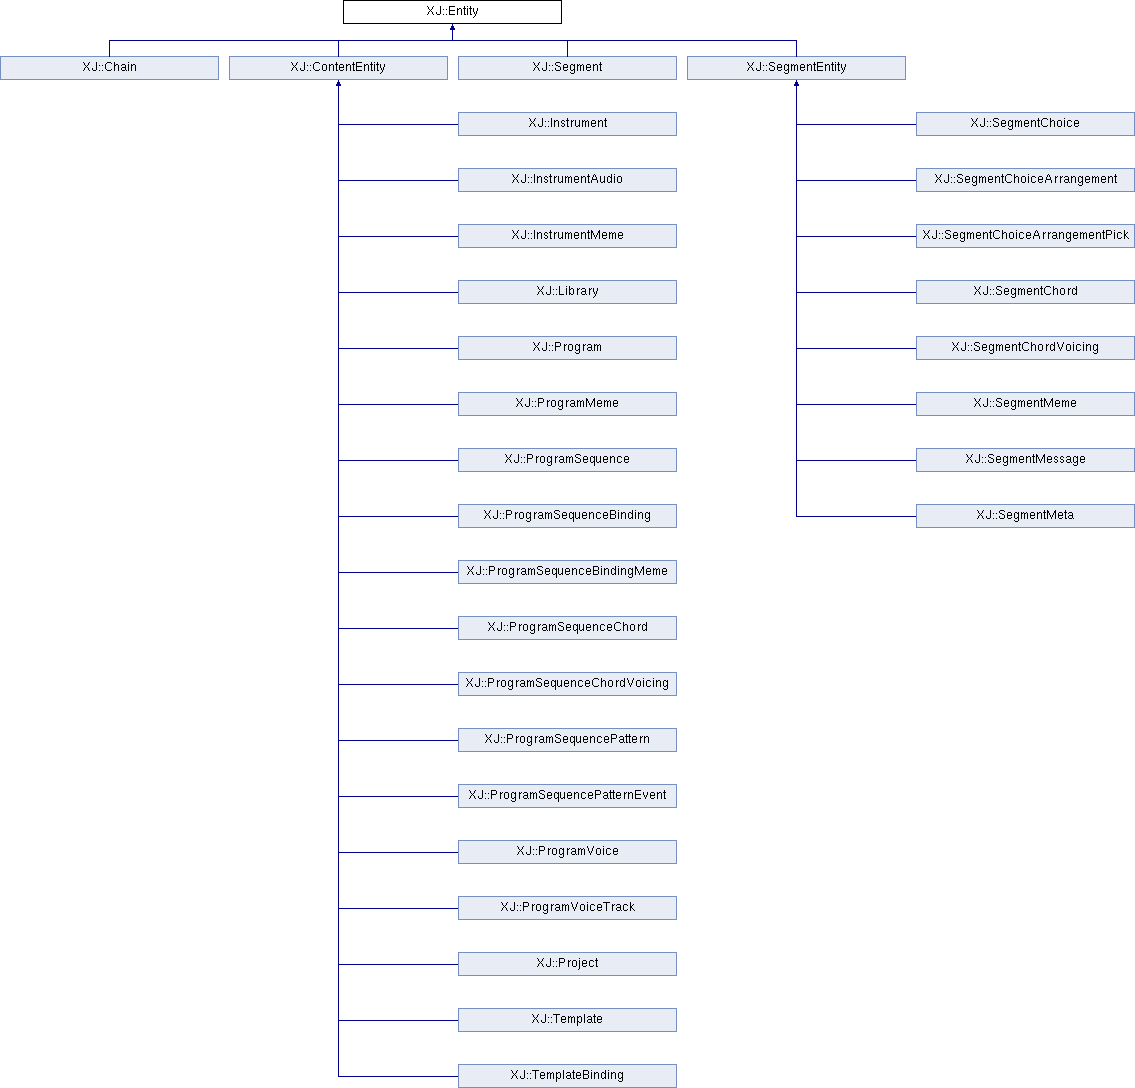 XJ::Entity
XJ::Chain
XJ::ContentEntity
XJ::Segment
XJ::SegmentEntity
XJ::Instrument
XJ::SegmentChoice
XJ::InstrumentAudio
XJ::SegmentChoiceArrangement
XJ::InstrumentMeme
XJ::SegmentChoiceArrangementPick
XJ::Library
XJ::SegmentChord
XJ::Program
XJ::SegmentChordVoicing
XJ::ProgramMeme
XJ::SegmentMeme
XJ::ProgramSequence
XJ::SegmentMessage
XJ::ProgramSequenceBinding
XJ::SegmentMeta
XJ::ProgramSequenceBindingMeme
XJ::ProgramSequenceChord
XJ::ProgramSequenceChordVoicing
XJ::ProgramSequencePattern
XJ::ProgramSequencePatternEvent
XJ::ProgramVoice
XJ::ProgramVoiceTrack
XJ::Project
XJ::Template
XJ::TemplateBinding